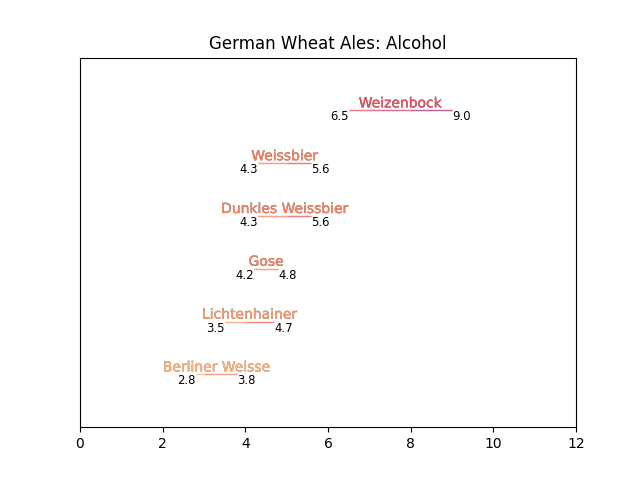 German Wheat Ales: Alcohol
Weizenbock
6.5 9.0
Weissbier
4.3 5.6
Dunkles Weissbier
4.3 5.6
Gose
4.2 4.8
Lichtenhainer
3.5 4.7
Berliner Weisse
2.8 3.8
0 2 4 6 8 10 12